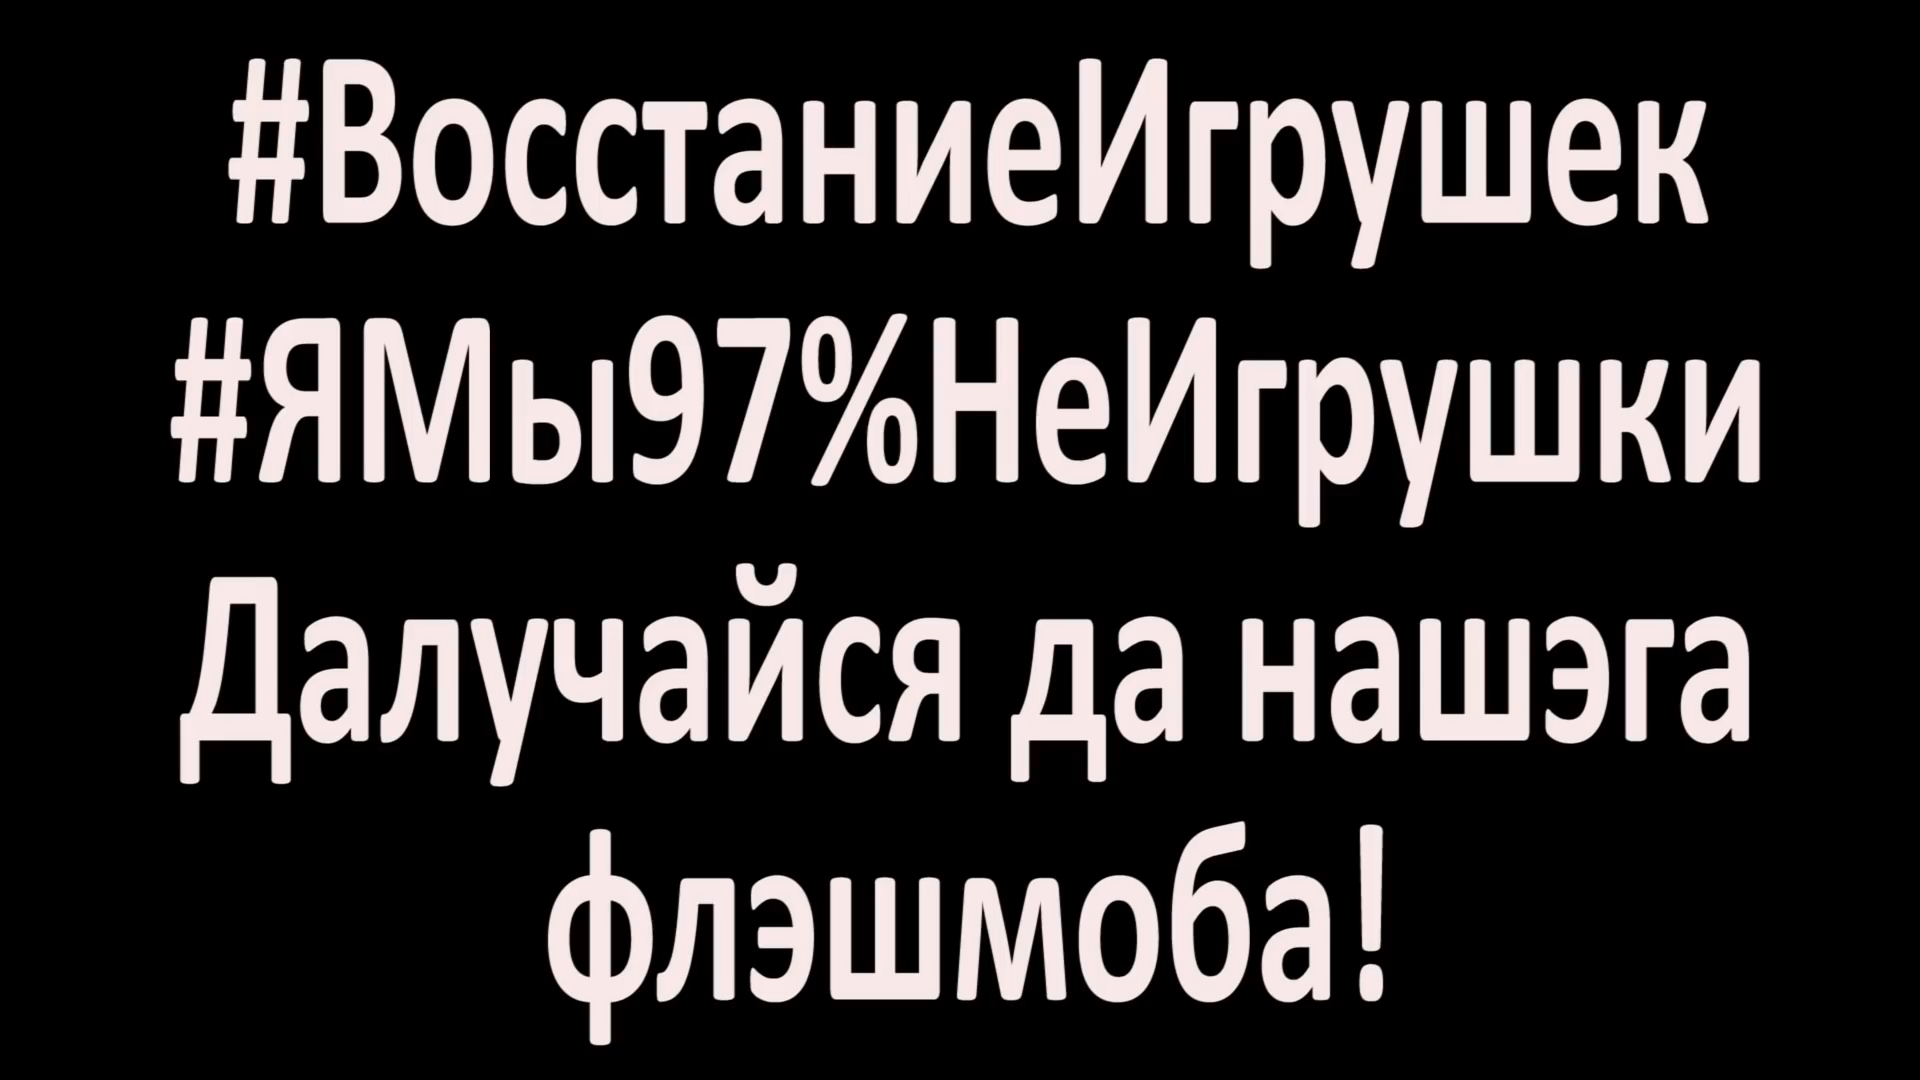 #ВосстаниеИгрушек
#ЯМы97%НеИгрушки
Далучайся да нашэга
флэшмоба!